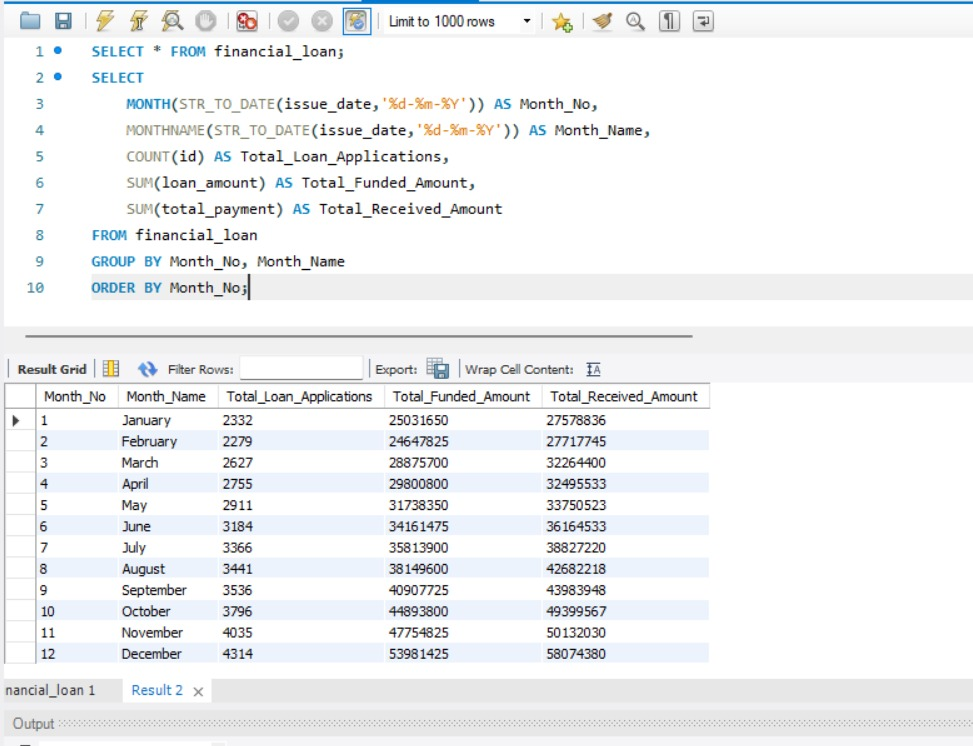 Limit to 1000 rows
1 SELECT * FROM financial_loan;
2 SELECT
3 MONTH(STR_TO_DATE(issue_date,'%d-%m-%Y')) AS Month_No,
4 MONTHNAME(STR_TO_DATE(issue_date,'%d-%m-%Y')) AS Month_Name,
5 COUNT(id) AS Total_Loan_Applications,
6 SUM(loan_amount) AS Total_Funded_Amount,
7 SUM(total_payment) AS Total_Received_Amount
8 FROM financial_loan
9 GROUP BY Month_No, Month_Name
10 ORDER BY Month_No;
Result Grid Filter Rows: Export: Wrap Cell Content: IA
Month_No Month_Name Total_Loan_Applications Total_Funded_Amount Total_Received_Amount
1 January 2332 25031650 27578836
2 February 2279 24647825 27717745
3 March 2627 28875700 32264400
4 April 2755 29800800 32495533
5 May 2911 31738350 33750523
6 June 3184 34161475 36164533
7 July 3366 35813900 38827220
8 August 3441 38149600 42682218
9 September 3536 40907725 43983948
10 October 3796 44893800 49399567
11 November 4035 47754825 50132030
12 December 4314 53981425 58074380
nancial_loan 1 Result 2
Output